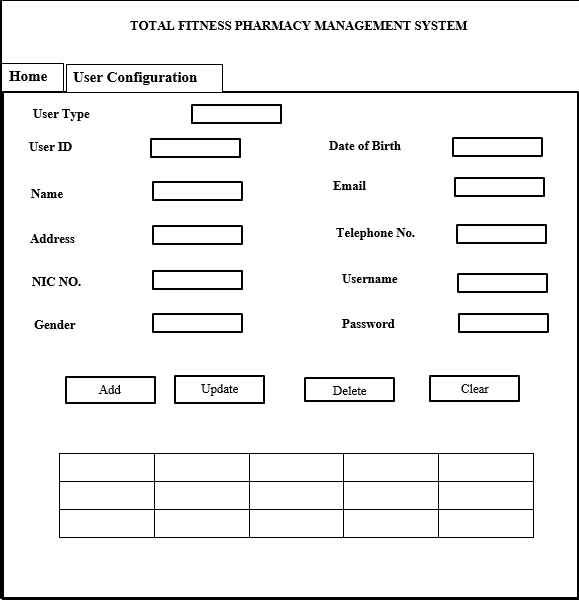 TOTAL FITNESS PHARMACY MANAGEMENT SYSTEM
Home User Configuration
User Type
User ID Date of Birth
Name Email
Address Telephone No.
NIC NO. Username
Gender Password
Add Update Delete Clear